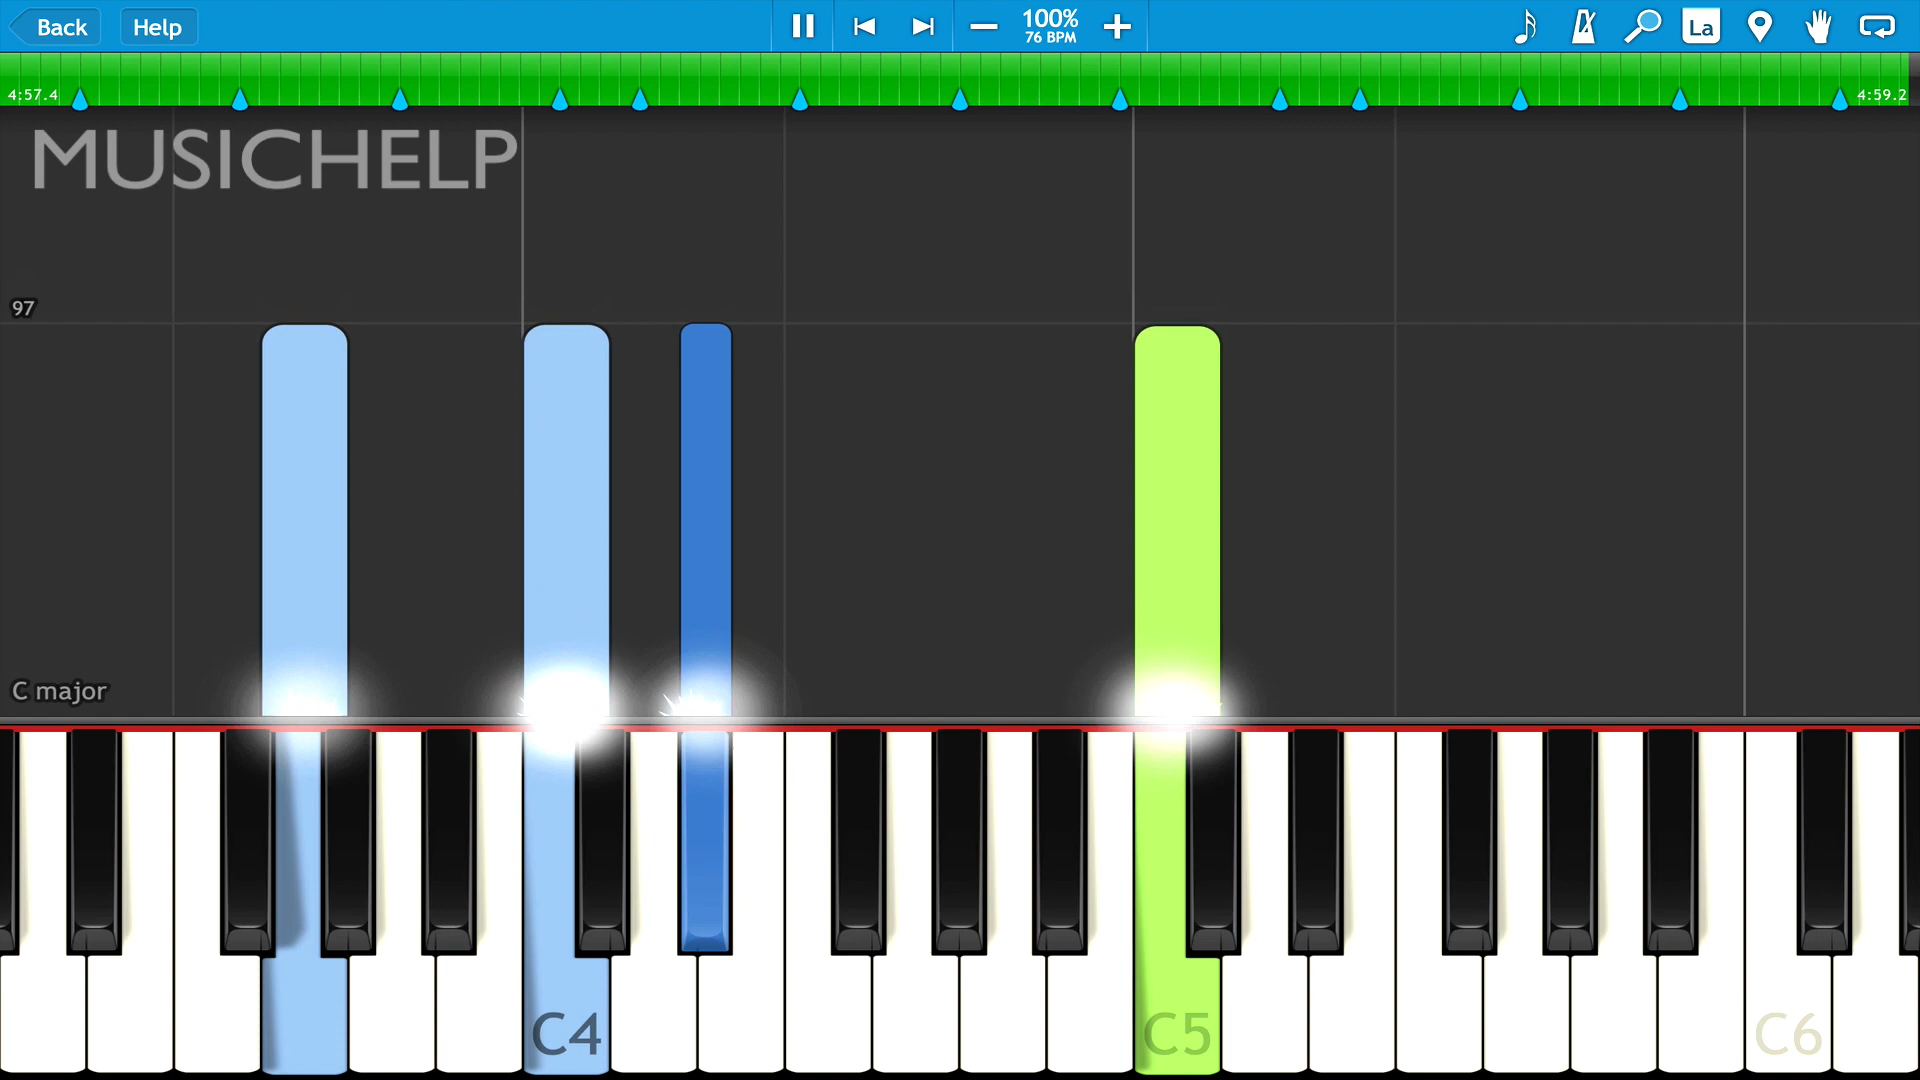 Back
Help
100%
76 BPM
La
4:57.4
4:59.2
MUSICHELP
97
C major
C4
C5
C6